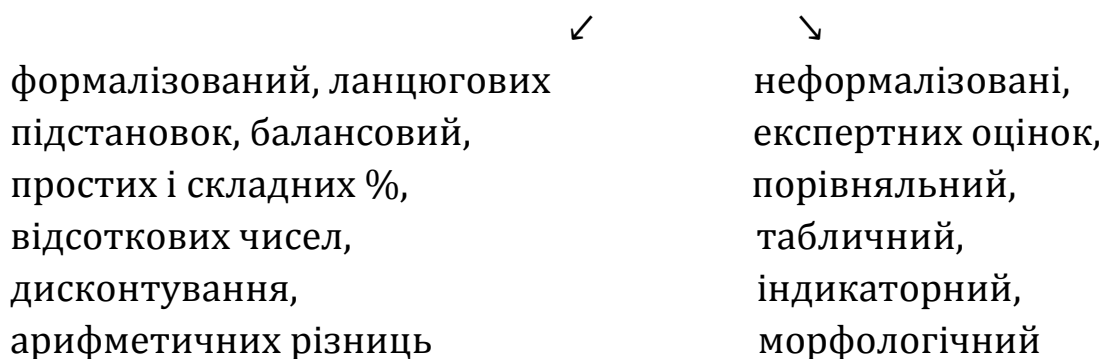 ↙ ↘
формалізований, ланцюгових неформалізовані,
підстановок, балансовий, експертних оцінок,
простих і складних %, порівняльний,
відсоткових чисел, табличний,
дисконтування, індикаторний,
арифметичних різниць морфологічний